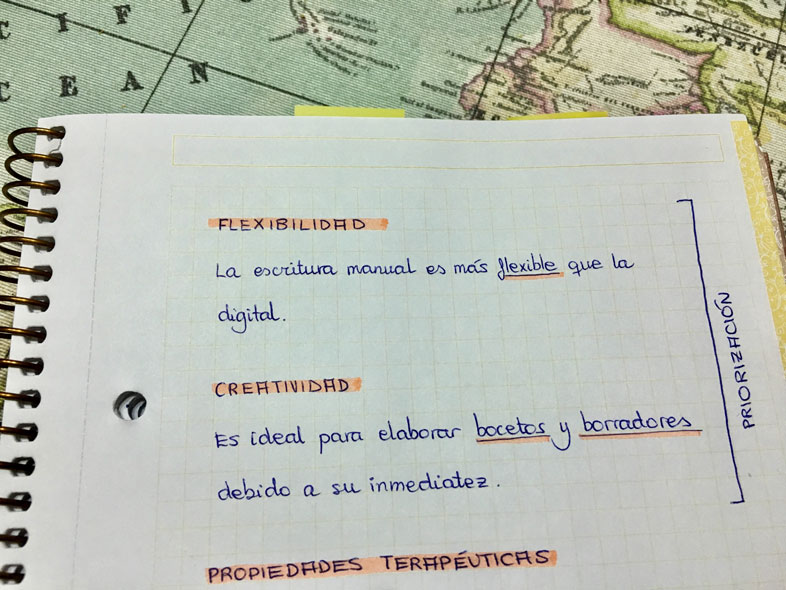 C I F I
C E A N
FLEXIBILIDAD
La escritura manual es más flexible que la
digital.
CREATIVIDAD
Es ideal para elaborar bocetos y borradores
debido a su inmediatez.
PROPIEDADES TERAPÉUTICAS
PRIORIZACIÓN